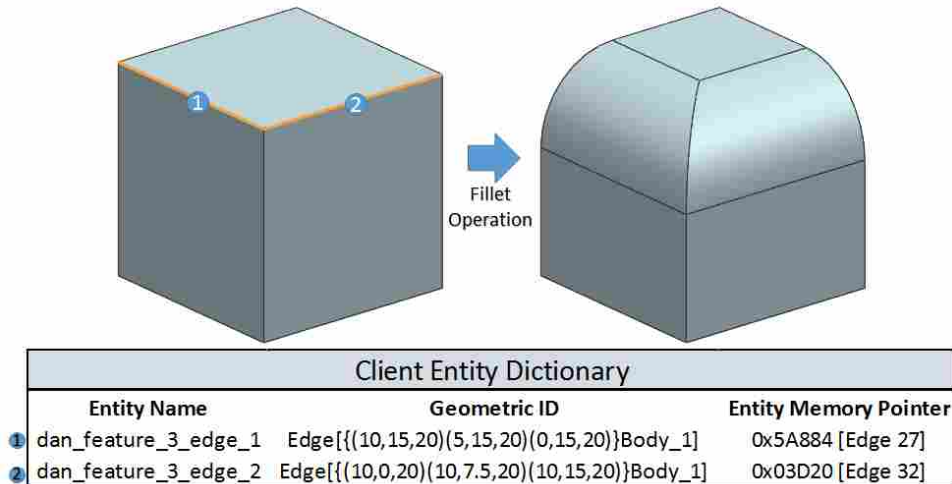 1
2
Fillet
Operation
Client Entity Dictionary
Entity Name Geometric ID Entity Memory Pointer
1 dan_feature_3_edge_1 Edge[{(10,15,20)(5,15,20)(0,15,20)}Body_1] 0x5A884 [Edge 27]
2 dan_feature_3_edge_2 Edge[{(10,0,20)(10,7.5,20)(10,15,20)}Body_1] 0x03D20 [Edge 32]